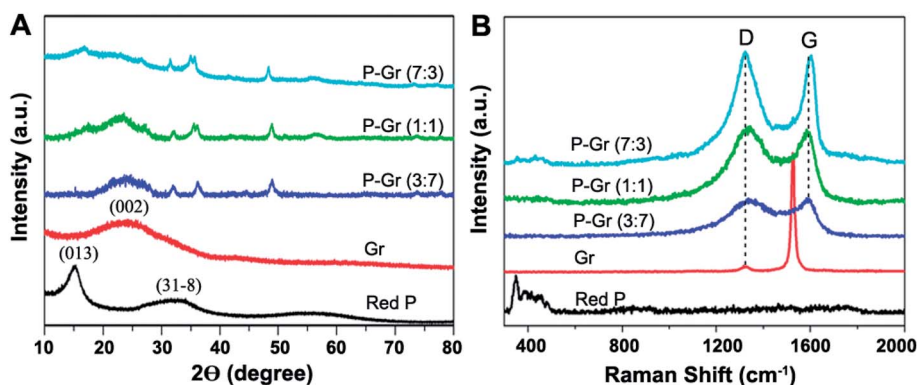 A
Intensity (a.u.)
P-Gr (7:3)
P-Gr (1:1)
P-Gr (3:7)
(002)
Gr
(013)
(31-8)
Red P
10 20 30 40 50 60 70 80
2Θ (degree)
B
Intensity (a.u.)
D G
P-Gr (7:3)
P-Gr (1:1)
P-Gr (3:7)
Gr
Red P
400 800 1200 1600 2000
Raman Shift (cm⁻¹)